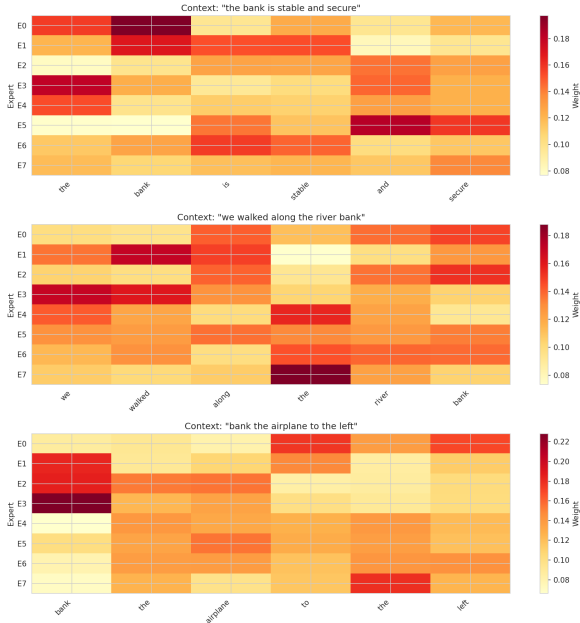 Context: "the bank is stable and secure"
Expert
E0
E1
E2
E3
E4
E5
E6
E7
the bank is stable and secure
0.18
0.16
0.14
0.12
0.10
0.08
Weight
Context: "we walked along the river bank"
Expert
E0
E1
E2
E3
E4
E5
E6
E7
we walked along the river bank
0.18
0.16
0.14
0.12
0.10
0.08
Weight
Context: "bank the airplane to the left"
Expert
E0
E1
E2
E3
E4
E5
E6
E7
bank the airplane to the left
0.22
0.20
0.18
0.16
0.14
0.12
0.10
0.08
Weight